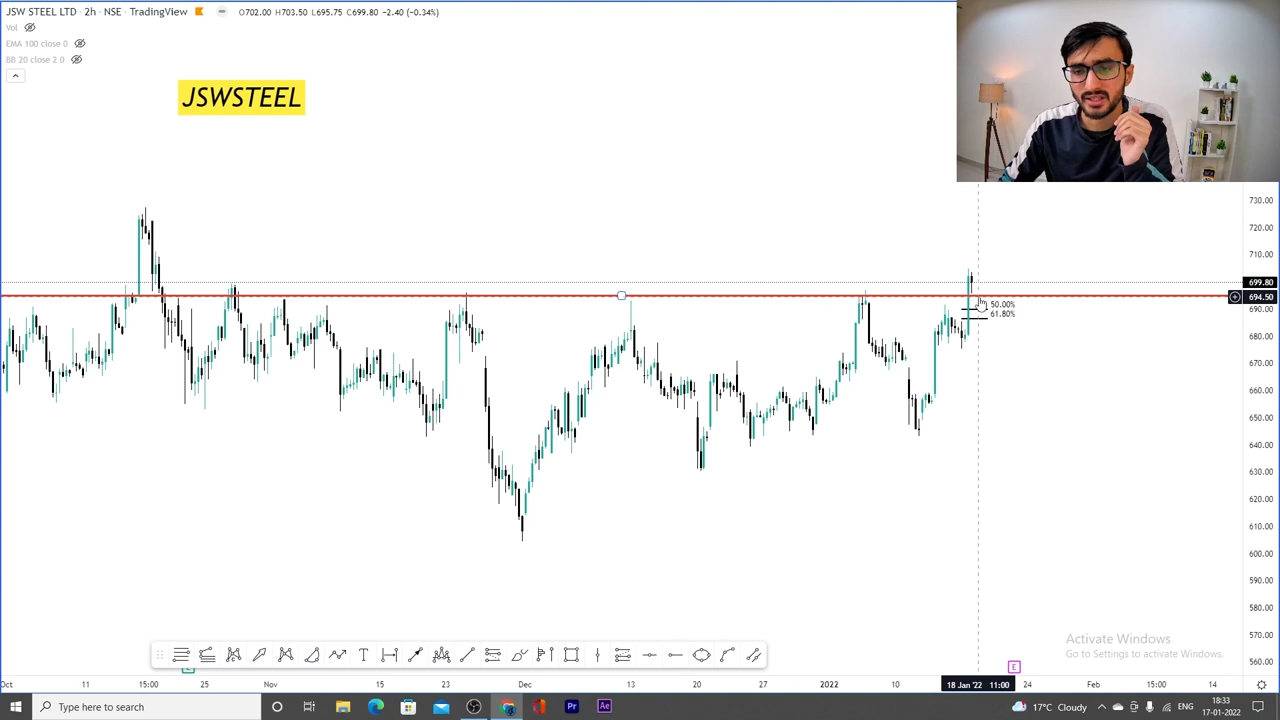 JSW STEEL LTD · 2h · NSE · TradingView O702.00 H703.50 L695.75 C699.80 -2.40 (-0.34%)
Vol
EMA 100 close 0
BB 20 close 2 0
JSWSTEEL
730.00
720.00
710.00
699.80
694.50
690.00
680.00
670.00
660.00
650.00
640.00
630.00
620.00
610.00
600.00
590.00
580.00
570.00
560.00
50.00%
61.80%
Activate Windows
Go to Settings to activate Windows.
E
Oct 11 15:00 25 Nov 15 23 Dec 13 20 27 2022 10 18 Jan '22 11:00 24 Feb 15:00 14
Type here to search
Pr
Ae
17°C Cloudy
ENG
18:33
17-01-2022